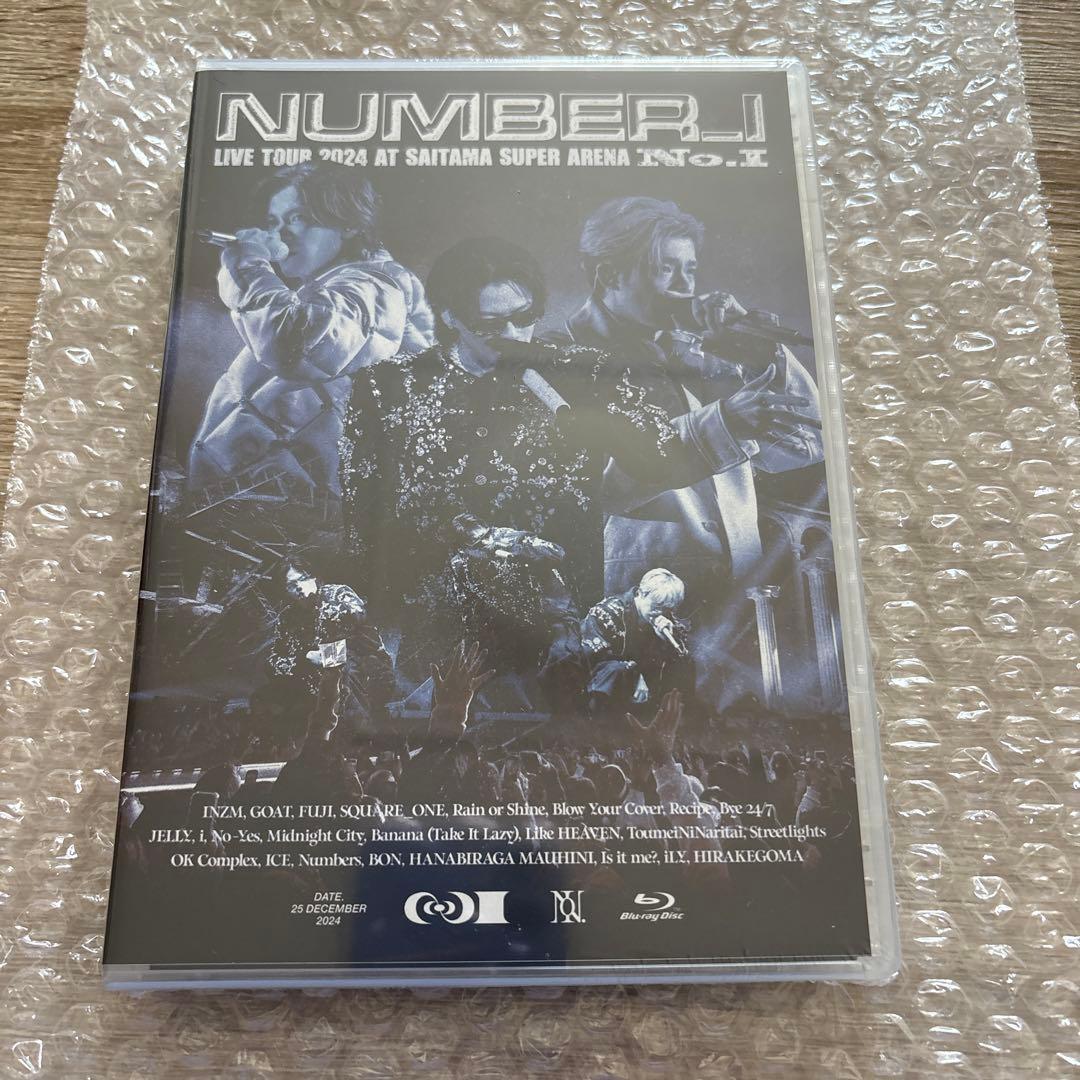 NUMBER_I
LIVE TOUR 2024 AT SAITAMA SUPER ARENA No.I
INZM, GOAT, FUJI, SQUARE_ONE, Rain or Shine, Blow Your Cover, Recipe, Bye 24/7
JELLY, i, No-Yes, Midnight City, Banana (Take It Lazy), Like HEAVEN, ToumeiNiNaritai, Streetlights
OK Complex, ICE, Numbers, BON, HANABIRAGA MAUHINI, Is it me?, iLY, HIRAKEGOMA
DATE.
25 DECEMBER
2024
Blu-ray Disc